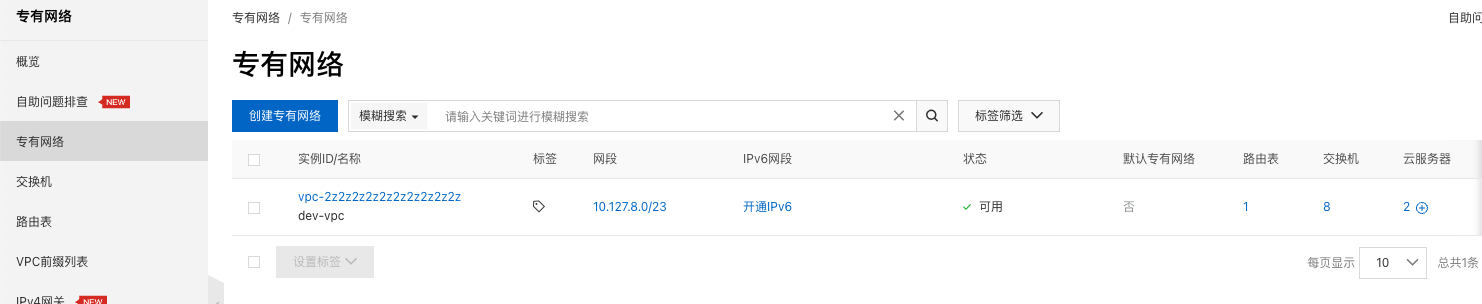 专有网络
概览
自助问题排查 NEW
专有网络
交换机
路由表
VPC前缀列表
IPv4网关 NEW
专有网络 / 专有网络
自助问
专有网络
创建专有网络 模糊搜索 请输入关键词进行模糊搜索 标签筛选
实例ID/名称 标签 网段 IPv6网段 状态 默认专有网络 路由表 交换机 云服务器
vpc-2z2z2z2z2z2z2z2z2z2z
dev-vpc
10.127.8.0/23 开通IPv6 可用 否 1 8 2
设置标签 每页显示 10 总共1条